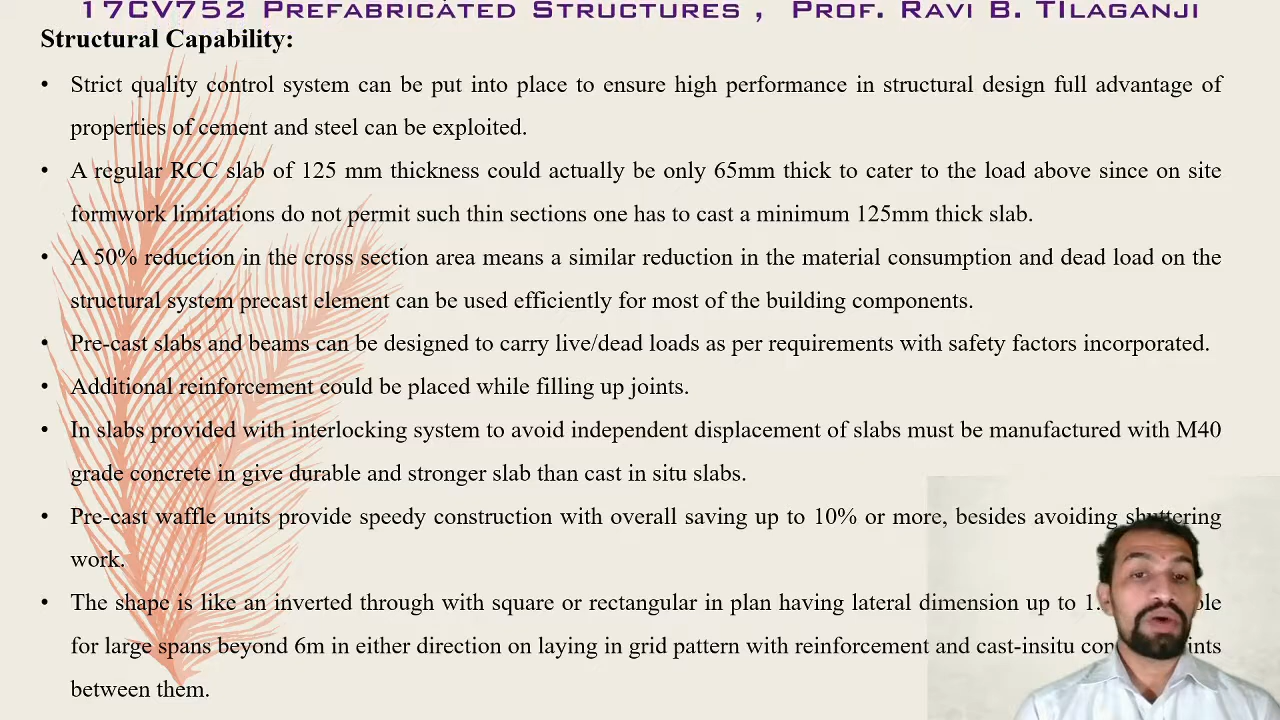 17CV752 Prefabricated Structures , Prof. Ravi B. Tilaganji
Structural Capability:
• Strict quality control system can be put into place to ensure high performance in structural design full advantage of
properties of cement and steel can be exploited.
• A regular RCC slab of 125 mm thickness could actually be only 65mm thick to cater to the load above since on site
formwork limitations do not permit such thin sections one has to cast a minimum 125mm thick slab.
• A 50% reduction in the cross section area means a similar reduction in the material consumption and dead load on the
structural system precast element can be used efficiently for most of the building components.
• Pre-cast slabs and beams can be designed to carry live/dead loads as per requirements with safety factors incorporated.
• Additional reinforcement could be placed while filling up joints.
• In slabs provided with interlocking system to avoid independent displacement of slabs must be manufactured with M40
grade concrete in give durable and stronger slab than cast in situ slabs.
• Pre-cast waffle units provide speedy construction with overall saving up to 10% or more, besides avoiding shuttering
work.
• The shape is like an inverted through with square or rectangular in plan having lateral dimension up to
for large spans beyond 6m in either direction on laying in grid pattern with reinforcement and cast-insitu
between them.